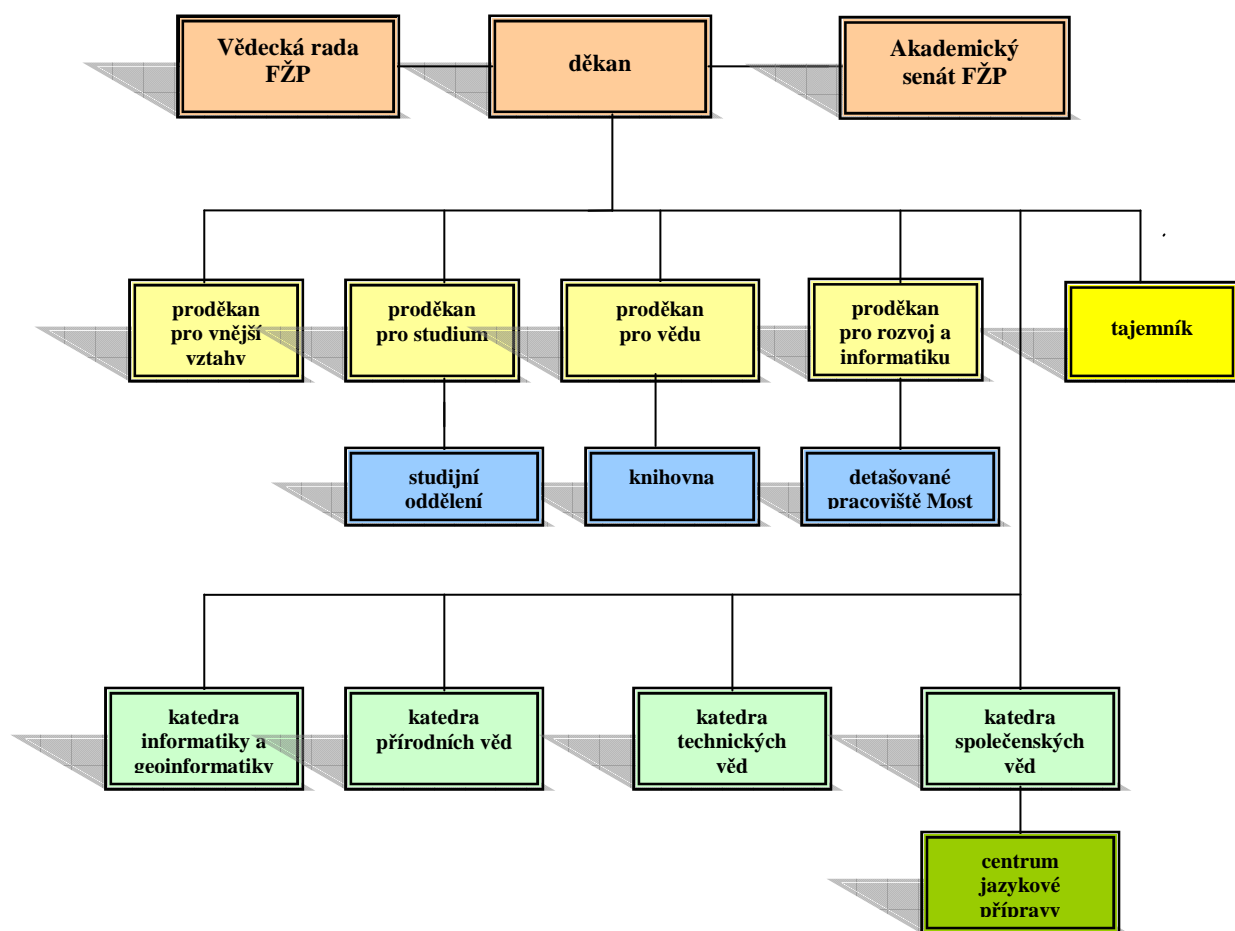 Vědecká rada
FŽP
děkan
Akademický
senát FŽP
proděkan
pro vnější
vztahy
proděkan
pro studium
proděkan
pro vědu
proděkan
pro rozvoj a
informatiku
tajemník
studijní
oddělení
knihovna
detašované
pracoviště Most
katedra
informatiky a
geoinformatiky
katedra
přírodních věd
katedra
technických
věd
katedra
společenských
věd
centrum
jazykové
přípravy